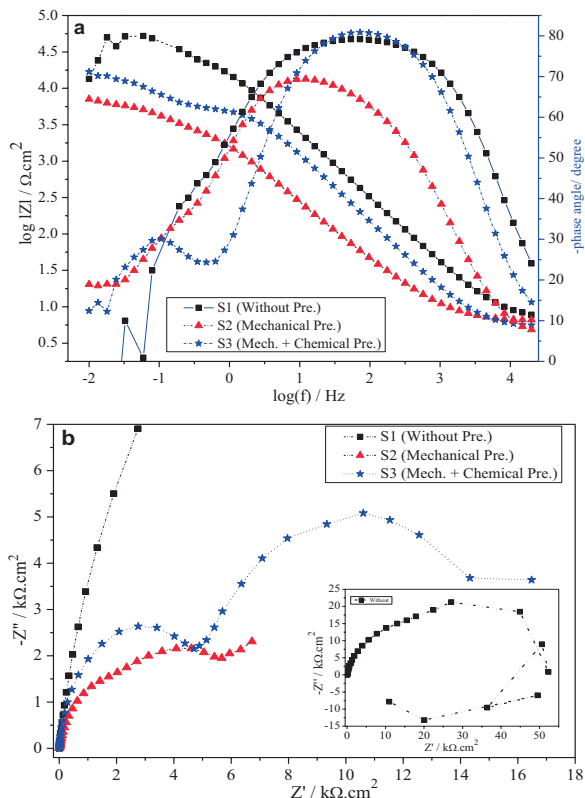 a
5.0
4.5
4.0
3.5
3.0
2.5
2.0
1.5
1.0
0.5
log |Z| / Ω.cm²
80
70
60
50
40
30
20
10
0
-phase angle/ degree
S1 (Without Pre.)
S2 (Mechanical Pre.)
S3 (Mech. + Chemical Pre.)
-2 -1 0 1 2 3 4
log(f) / Hz
b
7
6
5
4
3
2
1
0
-Z'' / kΩ.cm²
S1 (Without Pre.)
S2 (Mechanical Pre.)
S3 (Mech. + Chemical Pre.)
Without
25
20
15
10
5
0
-5
-10
-15
-Z'' / kΩ.cm²
0 10 20 30 40 50
Z' / kΩ.cm²
0 2 4 6 8 10 12 14 16 18
Z' / kΩ.cm²